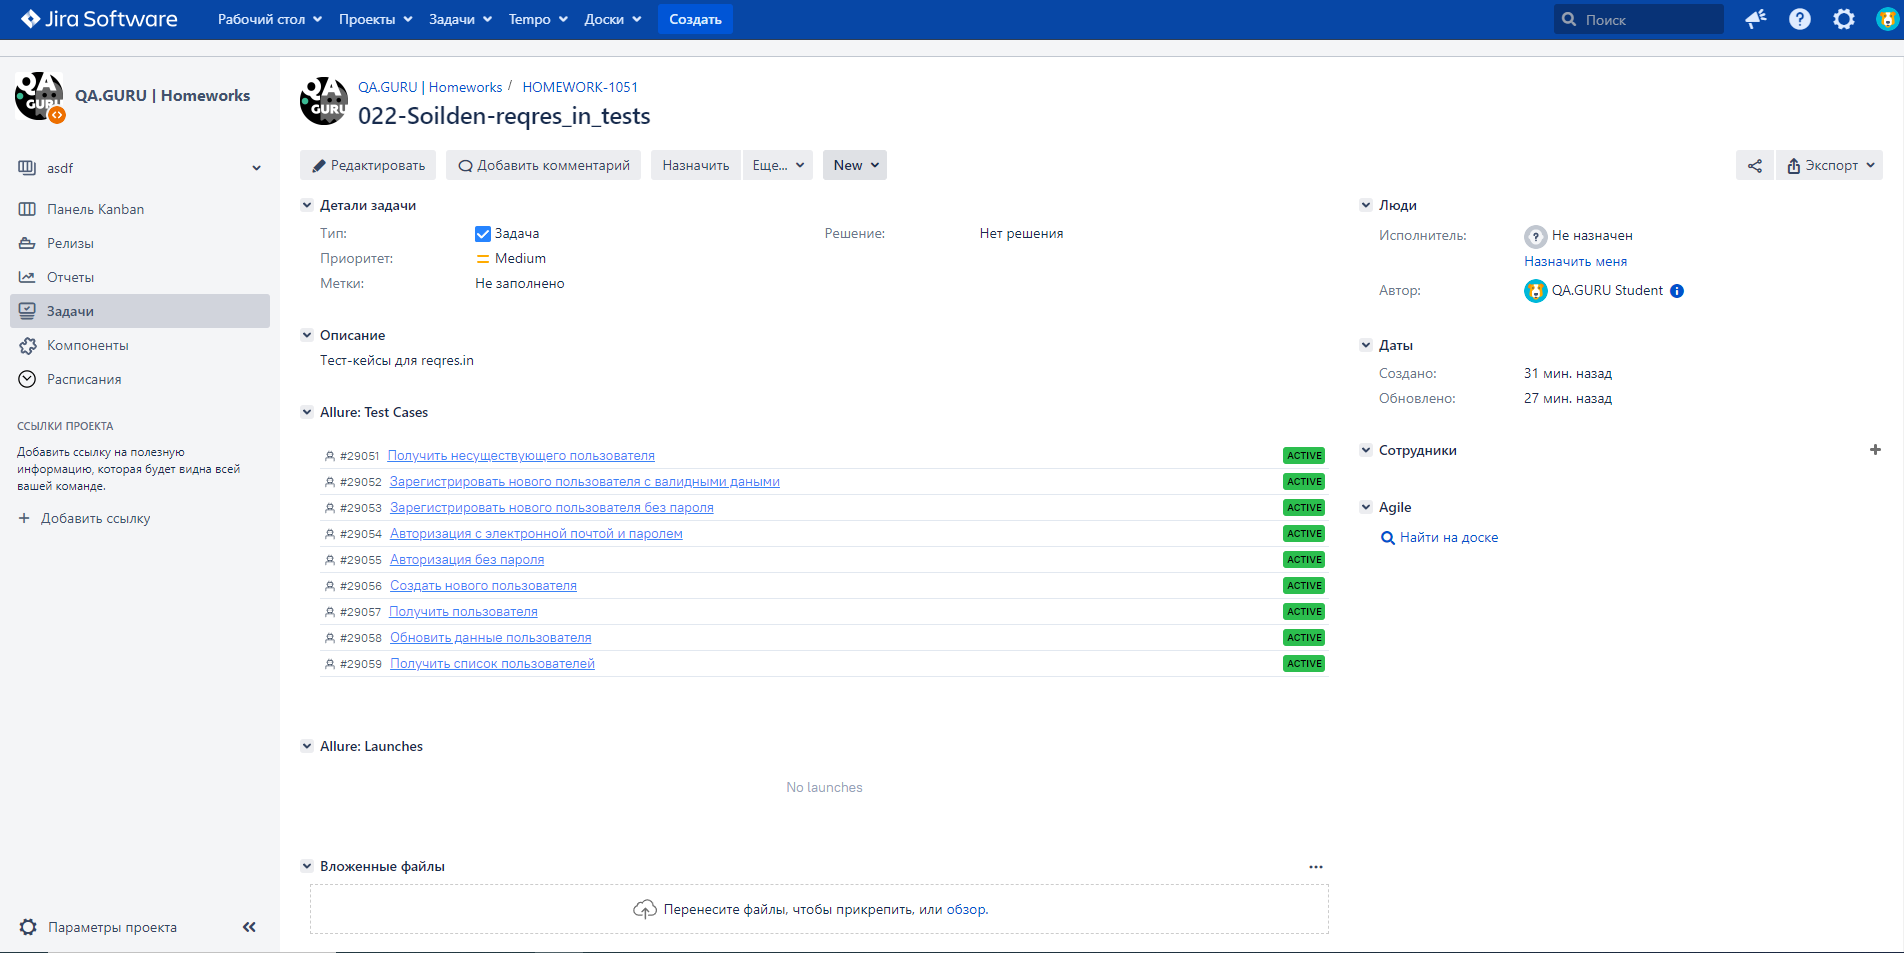 Jira Software
Рабочий стол
Проекты
Задачи
Tempo
Доски
Создать
Поиск
QA GURU
QA.GURU | Homeworks
asdf
Панель Kanban
Релизы
Отчеты
Задачи
Компоненты
Расписания
ССЫЛКИ ПРОЕКТА
Добавить ссылку на полезную
информацию, которая будет видна всей
вашей команде.
+ Добавить ссылку
Параметры проекта
QA GURU
QA.GURU | Homeworks / HOMEWORK-1051
022-Soilden-reqres_in_tests
Редактировать
Добавить комментарий
Назначить
Еще...
New
Экспорт
Детали задачи
Тип: Задача
Решение: Нет решения
Приоритет: Medium
Метки: Не заполнено
Описание
Тест-кейсы для reqres.in
Allure: Test Cases
#29051 Получить несуществующего пользователя ACTIVE
#29052 Зарегистрировать нового пользователя с валидными даными ACTIVE
#29053 Зарегистрировать нового пользователя без пароля ACTIVE
#29054 Авторизация с электронной почтой и паролем ACTIVE
#29055 Авторизация без пароля ACTIVE
#29056 Создать нового пользователя ACTIVE
#29057 Получить пользователя ACTIVE
#29058 Обновить данные пользователя ACTIVE
#29059 Получить список пользователей ACTIVE
Allure: Launches
No launches
Вложенные файлы
Перенесите файлы, чтобы прикрепить, или обзор.
Люди
Исполнитель: Не назначен
Назначить меня
Автор: QA.GURU Student
Даты
Создано: 31 мин. назад
Обновлено: 27 мин. назад
Сотрудники
Agile
Найти на доске